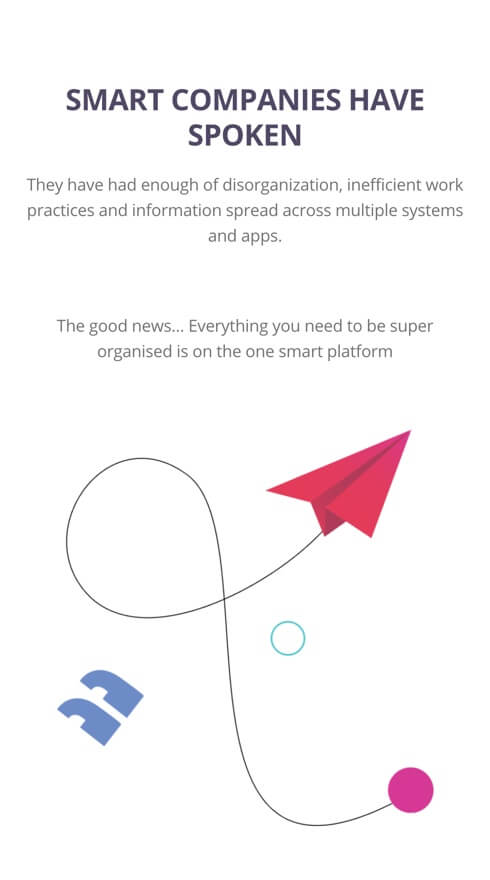 SMART COMPANIES HAVE
SPOKEN
They have had enough of disorganization, inefficient work
practices and information spread across multiple systems
and apps.
The good news... Everything you need to be super
organised is on the one smart platform